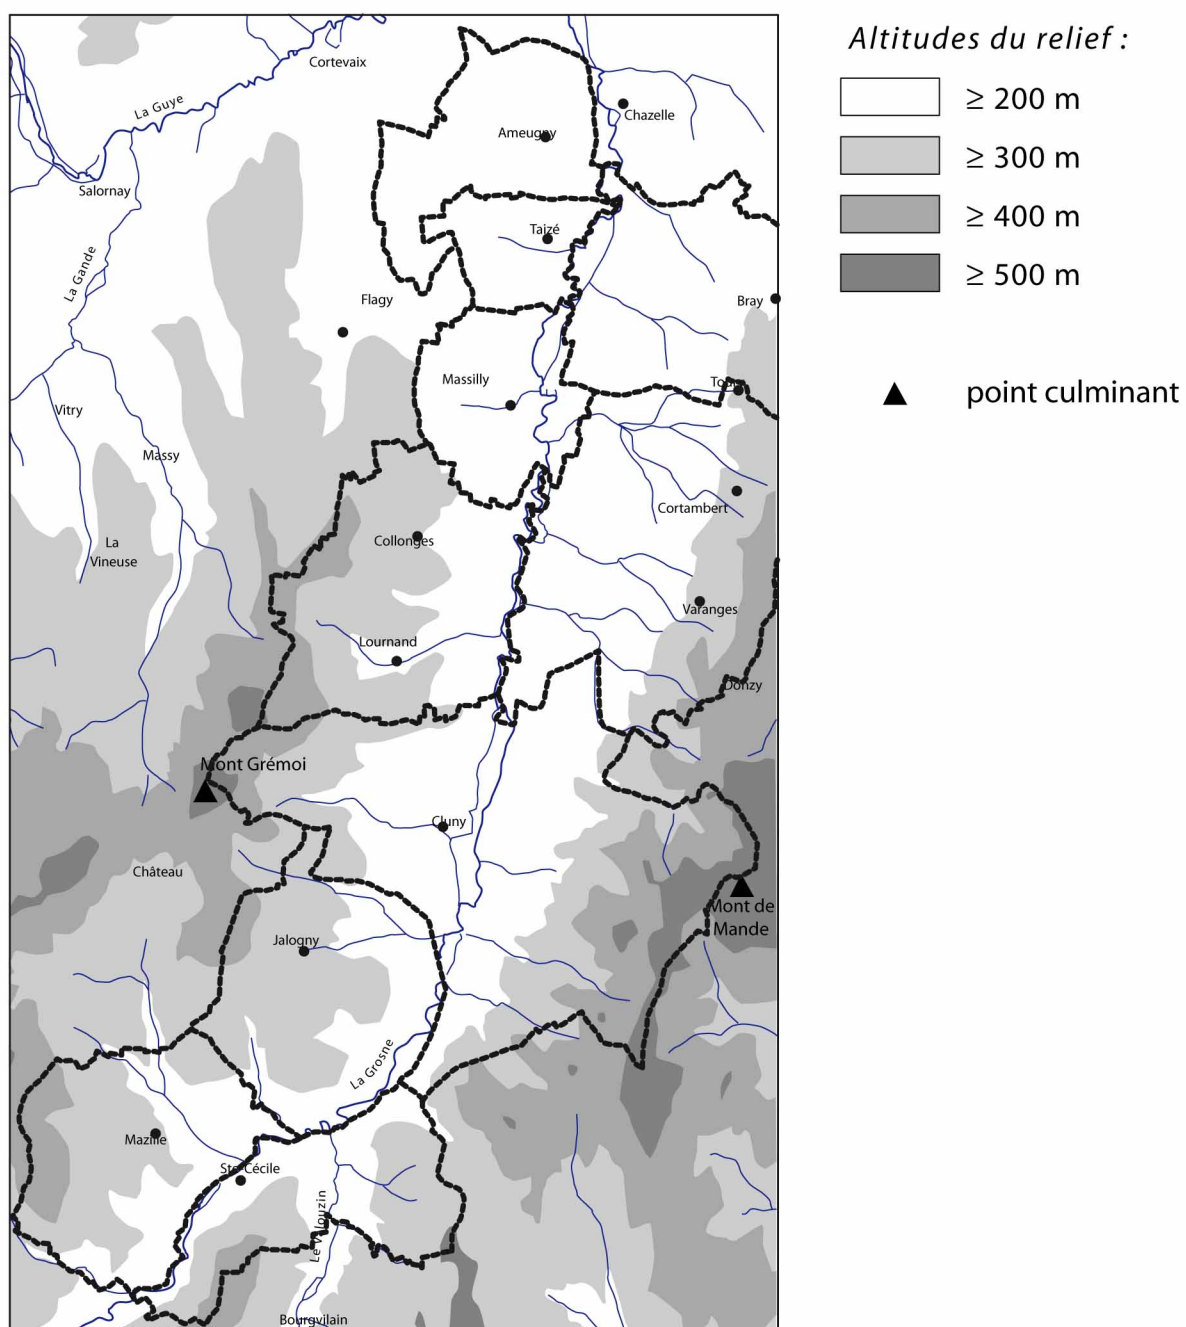 Altitudes du relief :
≥ 200 m
≥ 300 m
≥ 400 m
≥ 500 m
point culminant
Cortevaix
La Guye
Chazelle
Ameugny
Salornay
Taizé
La Gande
Flagy
Bray
Massilly
Vitry
Massy
Cortambert
Collonges
La
Vineuse
Varanges
Lournand
Donzy
Mont Grémoi
Cluny
Château
Mont de
Mande
Jalogny
La Grosne
Mazille
Ste-Cécile
Le Valouzin
Bourgvilain